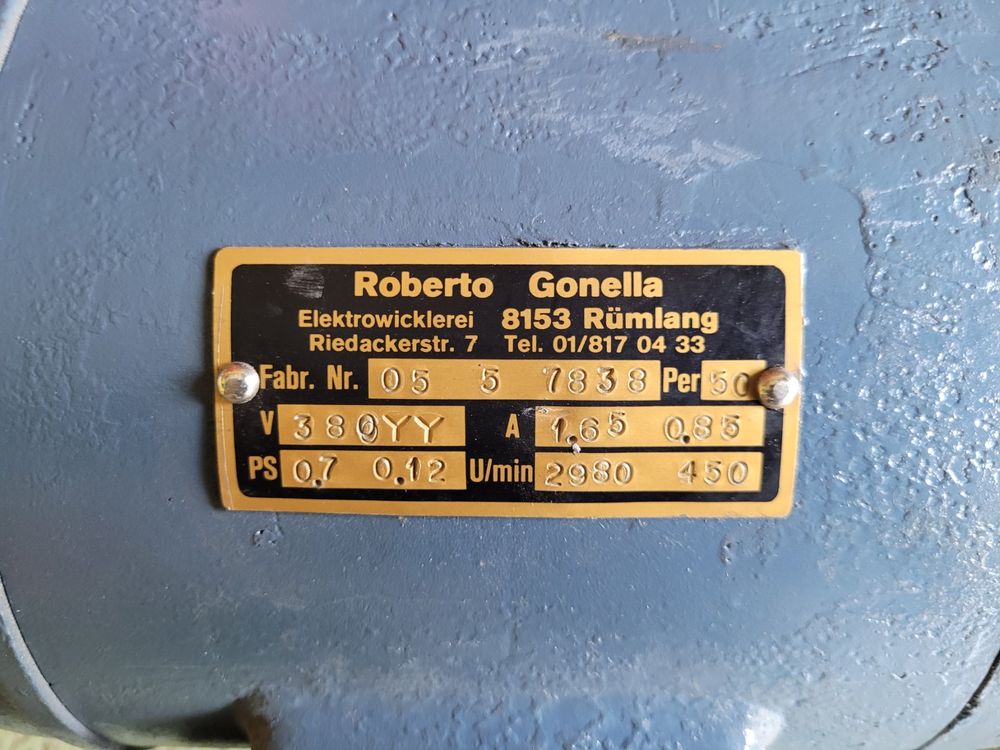 Roberto Gonella
Elektrowicklerei 8153 Rümlang
Riedackerstr. 7 Tel. 01/817 04 33
Fabr. Nr. 05 5 7838 Per 50
V 380YY A 1.65 0.85
PS 0.7 0.12 U/min 2980 450